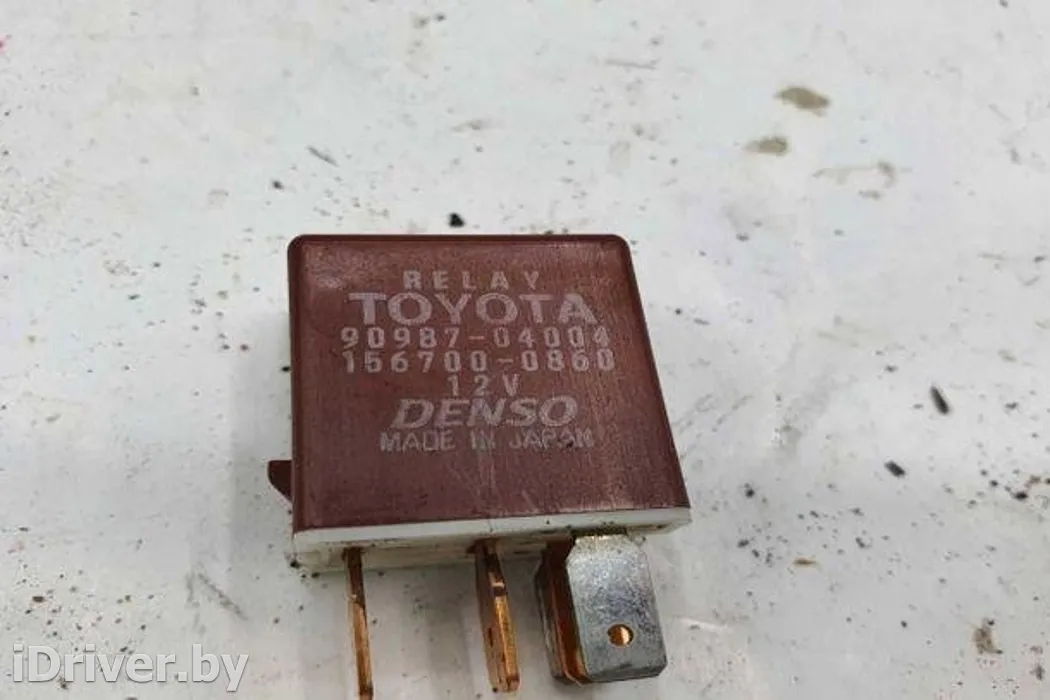 RELAY
TOYOTA
90987-04004
156700-0860
12V
DENSO
MADE IN JAPAN
iDriver.by